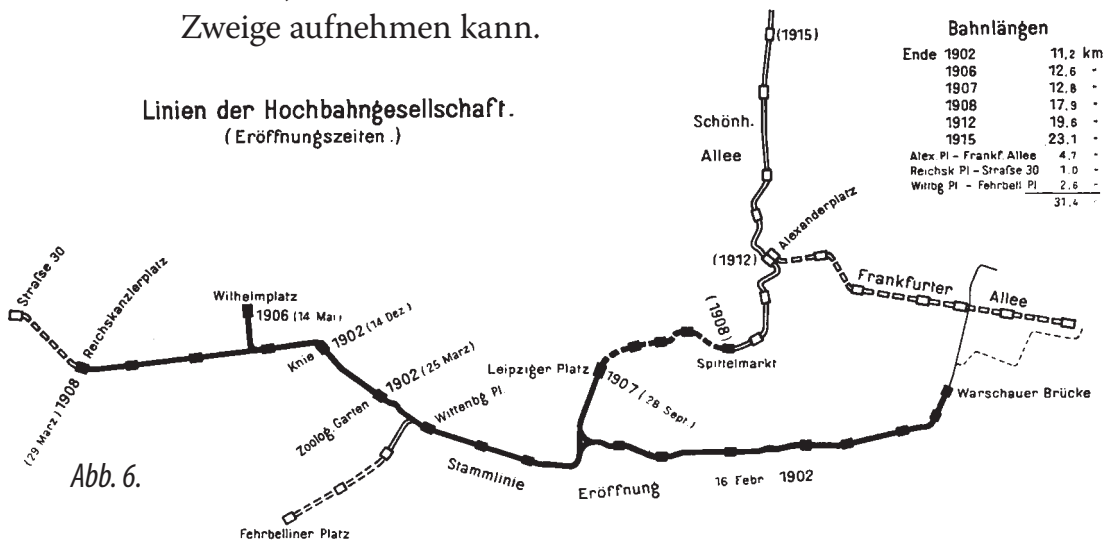 Zweige aufnehmen kann.
Linien der Hochbahngesellschaft.
(Eröffnungszeiten.)
Bahnlängen
Ende 1902 11,2 km
1906 12,6 "
1907 12,8 "
1908 17,9 "
1912 19,6 "
1915 23,1 "
Alex. Pl - Frankf. Allee 4,7 "
Reichsk Pl - Straße 30 1,0 "
Wittbg Pl - Fehrbell Pl 2,6 "
31,4 "
(1915)
Schönh.
Allee
Alexanderplatz
(1912)
Frankfurter Allee
Straße 30
Reichskanzlerplatz
Wilhelmplatz
1906 (14 Mai)
Knie 1902 (14 Dez)
(1908)
Spittelmarkt
Leipziger Platz
1907 (28 Sept.)
(29 März) 1908
Zoolog. Garten 1902 (25 März)
Wittenbg Pl.
Warschauer Brücke
Stammlinie Eröffnung 16 Febr 1902
Abb. 6.
Fehrbelliner Platz